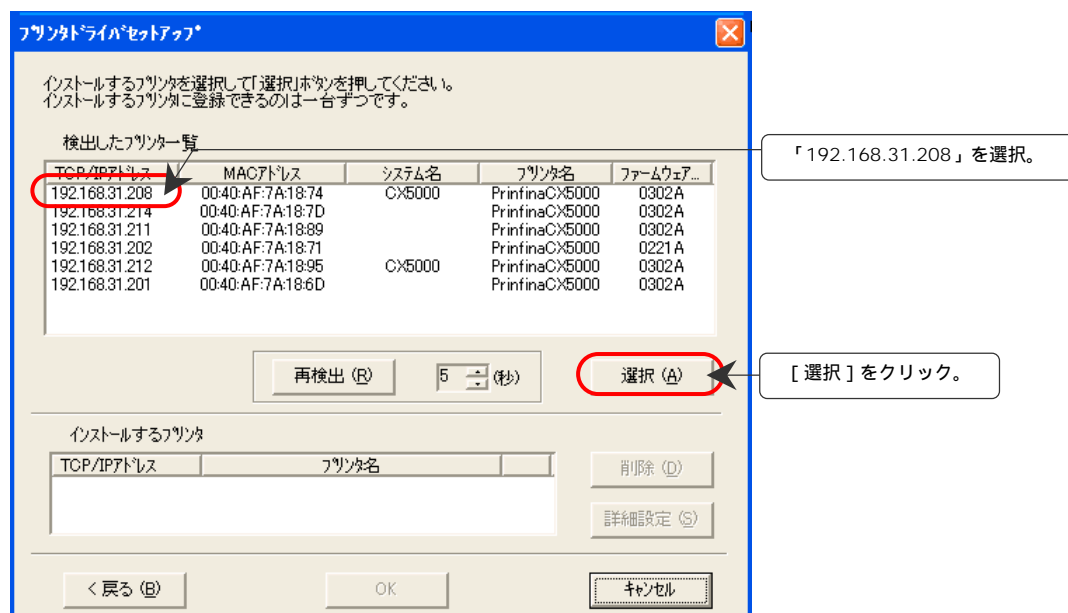 プリンタドライバセットアップ
インストールするプリンタを選択して「選択」ボタンを押してください。
インストールするプリンタに登録できるのは一台ずつです。
検出したプリンター覧
「192.168.31.208」を選択。
TCP/IPアドレス MACアドレス システム名 プリンタ名 ファームウェア...
192.168.31.208 00:40:AF:7A:18:74 CX5000 PrinfinaCX5000 0302A
192.168.31.214 00:40:AF:7A:18:7D PrinfinaCX5000 0302A
192.168.31.211 00:40:AF:7A:18:89 PrinfinaCX5000 0302A
192.168.31.202 00:40:AF:7A:18:71 PrinfinaCX5000 0221A
192.168.31.212 00:40:AF:7A:18:95 CX5000 PrinfinaCX5000 0302A
192.168.31.201 00:40:AF:7A:18:6D PrinfinaCX5000 0302A
再検出 (R) 5 (秒) 選択 (A)
[選択]をクリック。
インストールするプリンタ
TCP/IPアドレス プリンタ名
削除 (D)
詳細設定 (S)
<戻る (B) OK キャンセル